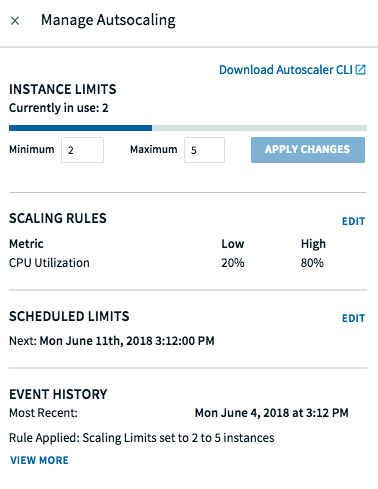 × Manage Autsocaling
Download Autoscaler CLI
INSTANCE LIMITS
Currently in use: 2
Minimum 2 Maximum 5 APPLY CHANGES
SCALING RULES EDIT
Metric Low High
CPU Utilization 20% 80%
SCHEDULED LIMITS EDIT
Next: Mon June 11th, 2018 3:12:00 PM
EVENT HISTORY
Most Recent: Mon June 4, 2018 at 3:12 PM
Rule Applied: Scaling Limits set to 2 to 5 instances
VIEW MORE